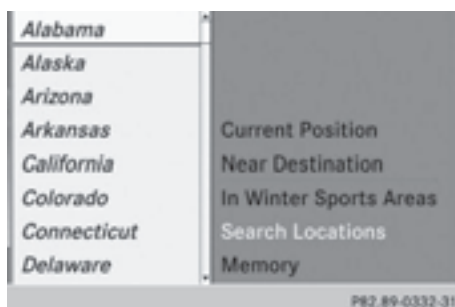 Alabama
Alaska
Arizona
Arkansas
California
Colorado
Connecticut
Delaware
Current Position
Near Destination
In Winter Sports Areas
Search Locations
Memory
P82.89-0332-31